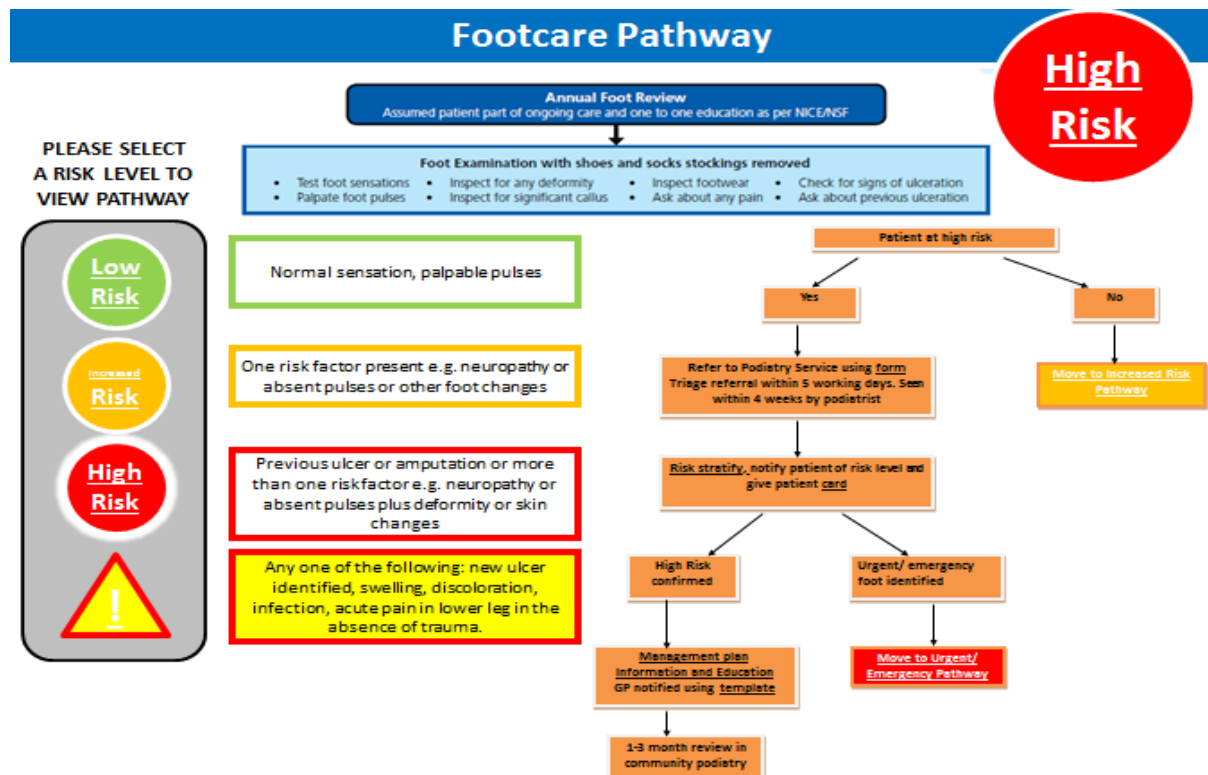 Footcare Pathway
High
Risk
Annual Foot Review
Assumed patient part of ongoing care and one to one education as per NICE/NSF
PLEASE SELECT
A RISK LEVEL TO
VIEW PATHWAY
Foot Examination with shoes and socks stockings removed
• Test foot sensations • Inspect for any deformity • Inspect footwear • Check for signs of ulceration
• Palpate foot pulses • Inspect for significant callus • Ask about any pain • Ask about previous ulceration
Low
Risk
Normal sensation, palpable pulses
Increased
Risk
One risk factor present e.g. neuropathy or
absent pulses or other foot changes
High
Risk
Previous ulcer or amputation or more
than one riskfactor e.g. neuropathy or
absent pulses plus deformity or skin
changes
!
Any one of the following: new ulcer
identified, swelling, discoloration,
infection, acute pain in lower leg in the
absence of trauma.
Patient at high risk
Yes
No
Refer to Podiatry Service using form
Triage referral within 5 working days. Seen
within 4 weeks by podiatrist
Move to Increased Risk
Pathway
Risk stratify, notify patient of risk level and
give patient card
High Risk
confirmed
Urgent/ emergency
foot identified
Management plan
Information and Education
GP notified using template
Move to Urgent/
Emergency Pathway
1-3 month review in
community podiatry